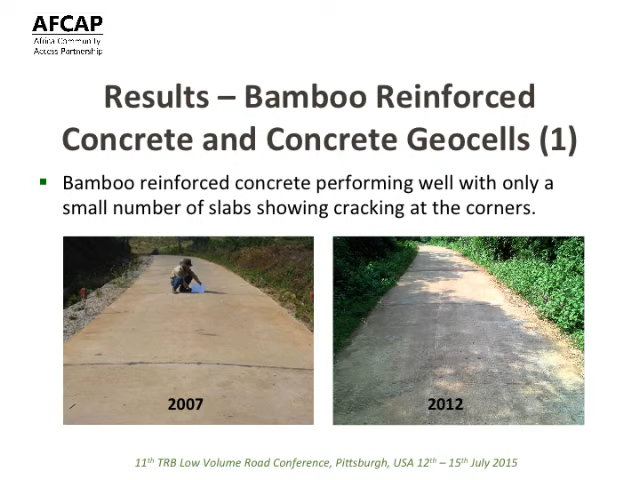 AFCAP
Africa Community
Access Partnership
Results – Bamboo Reinforced
Concrete and Concrete Geocells (1)
▪ Bamboo reinforced concrete performing well with only a
small number of slabs showing cracking at the corners.
2007
2012
11th TRB Low Volume Road Conference, Pittsburgh, USA 12th – 15th July 2015